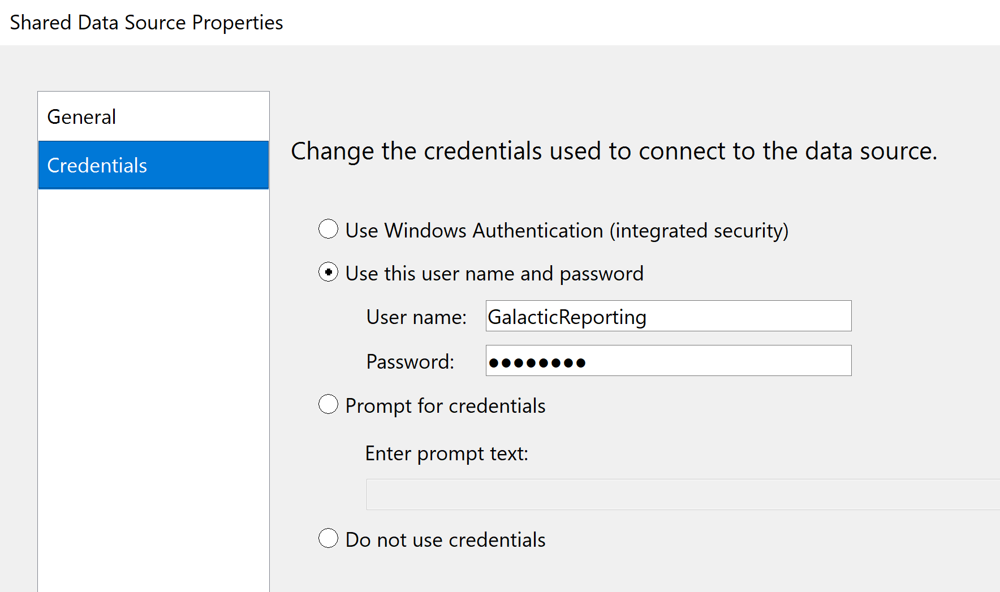 Shared Data Source Properties
General
Credentials
Change the credentials used to connect to the data source.
Use Windows Authentication (integrated security)
Use this user name and password
User name: GalacticReporting
Password: ●●●●●●●●
Prompt for credentials
Enter prompt text:
Do not use credentials